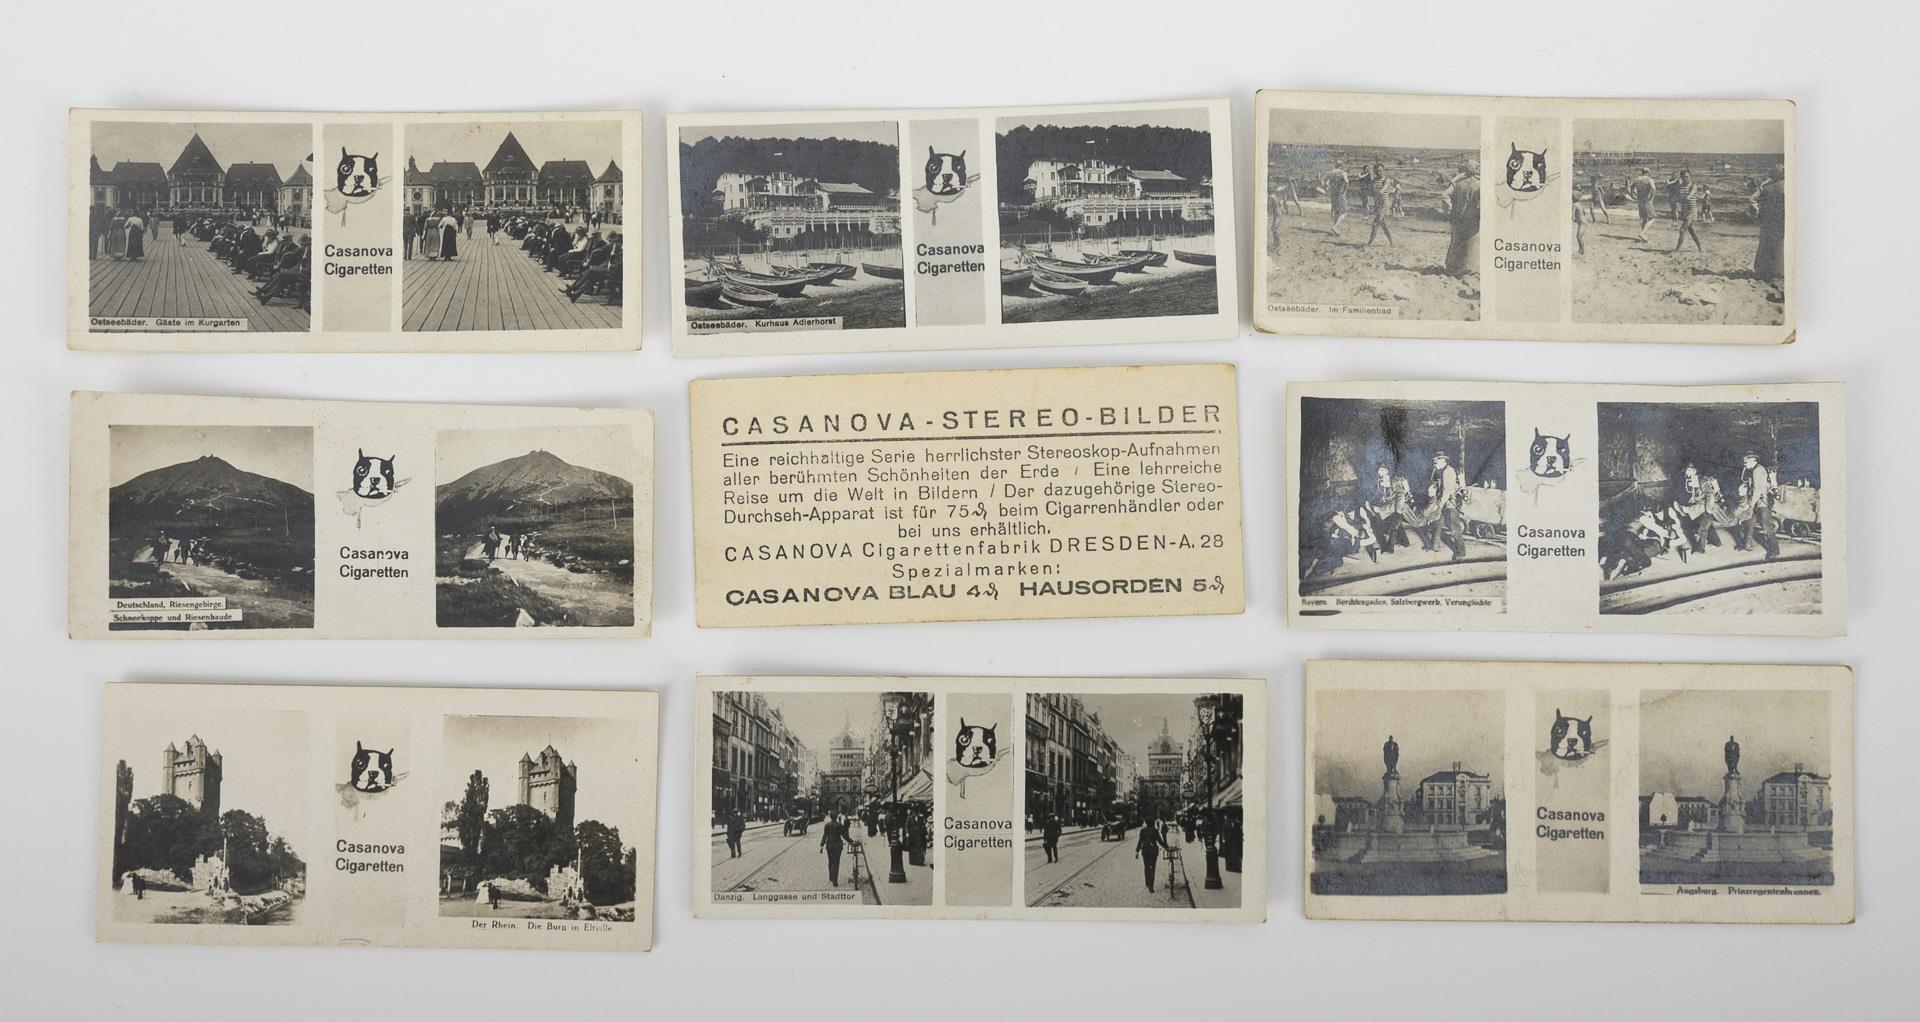 Casanova
Cigaretten
Ostseebäder. Gäste im Kurgarten
Casanova
Cigaretten
Ostseebäder. Kurhaus Adlerhorst
Casanova
Cigaretten
Ostseebäder. Im Familienbad
Casanova
Cigaretten
Deutschland, Riesengebirge.
Schneekoppe und Riesenbaude
CASANOVA-STEREO-BILDER
Eine reichhaltige Serie herrlichster Stereoskop-Aufnahmen
aller berühmten Schönheiten der Erde / Eine lehrreiche
Reise um die Welt in Bildern / Der dazugehörige Stereo-
Durchseh-Apparat ist für 75₰ beim Cigarrenhändler oder
bei uns erhältlich.
CASANOVA Cigarettenfabrik DRESDEN-A. 28
Spezialmarken:
CASANOVA BLAU 4₰ HAUSORDEN 5₰
Casanova
Cigaretten
Bayern. Berchtesgaden, Salzbergwerk, Verunglückte
Casanova
Cigaretten
Der Rhein. Die Burg in Eltville.
Casanova
Cigaretten
Danzig. Langgasse und Stadttor
Casanova
Cigaretten
Augsburg. Prinzregentenbrunnen.